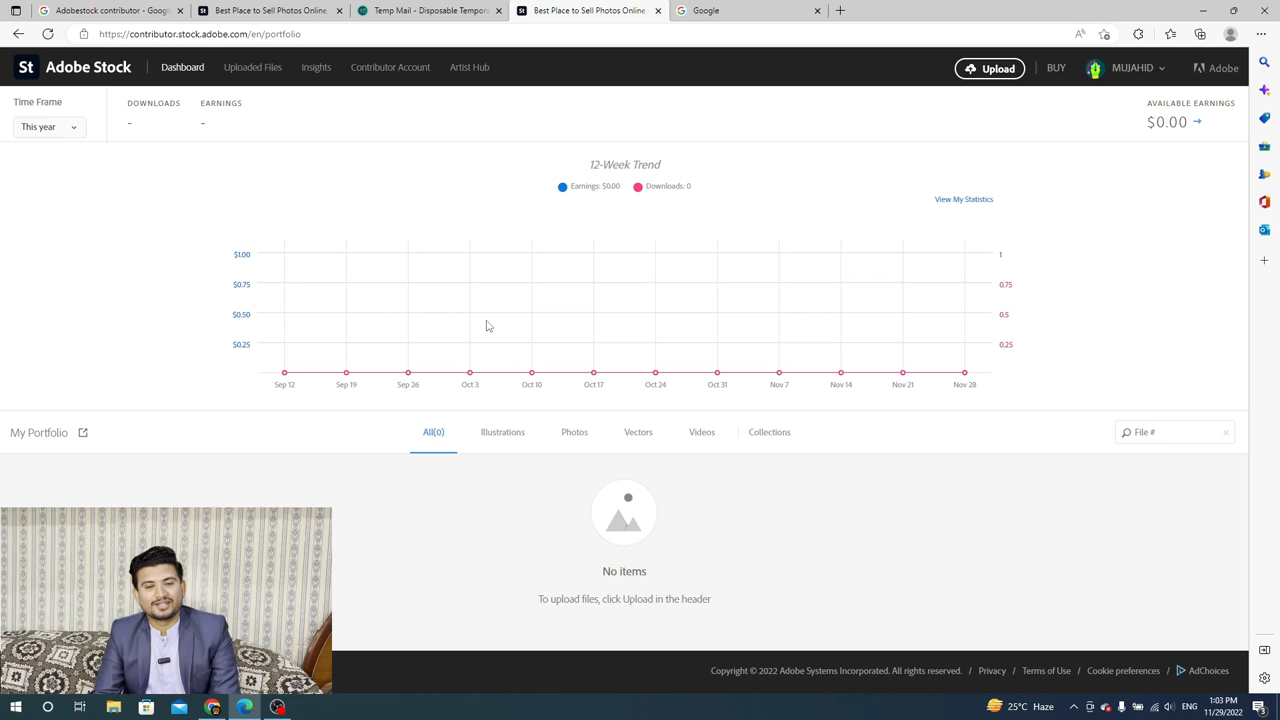 Adobestock contributor - Google
Best Place to Sell Photos Online,
Temp Mail - Disposable Temporar
Best Place to Sell Photos Online, M
Google
https://contributor.stock.adobe.com/en/portfolio
St Adobe Stock
Dashboard
Uploaded Files
Insights
Contributor Account
Artist Hub
Upload
BUY
MUJAHID
Adobe
Time Frame
This year
DOWNLOADS
-
EARNINGS
-
AVAILABLE EARNINGS
$0.00
12-Week Trend
Earnings: $0.00
Downloads: 0
View My Statistics
$1.00
$0.75
$0.50
$0.25
1
0.75
0.5
0.25
Sep 12
Sep 19
Sep 26
Oct 3
Oct 10
Oct 17
Oct 24
Oct 31
Nov 7
Nov 14
Nov 21
Nov 28
My Portfolio
All(0)
Illustrations
Photos
Vectors
Videos
Collections
File #
No items
To upload files, click Upload in the header
Copyright © 2022 Adobe Systems Incorporated. All rights reserved. / Privacy / Terms of Use / Cookie preferences / AdChoices
25°C Haze
ENG
1:03 PM
11/29/2022